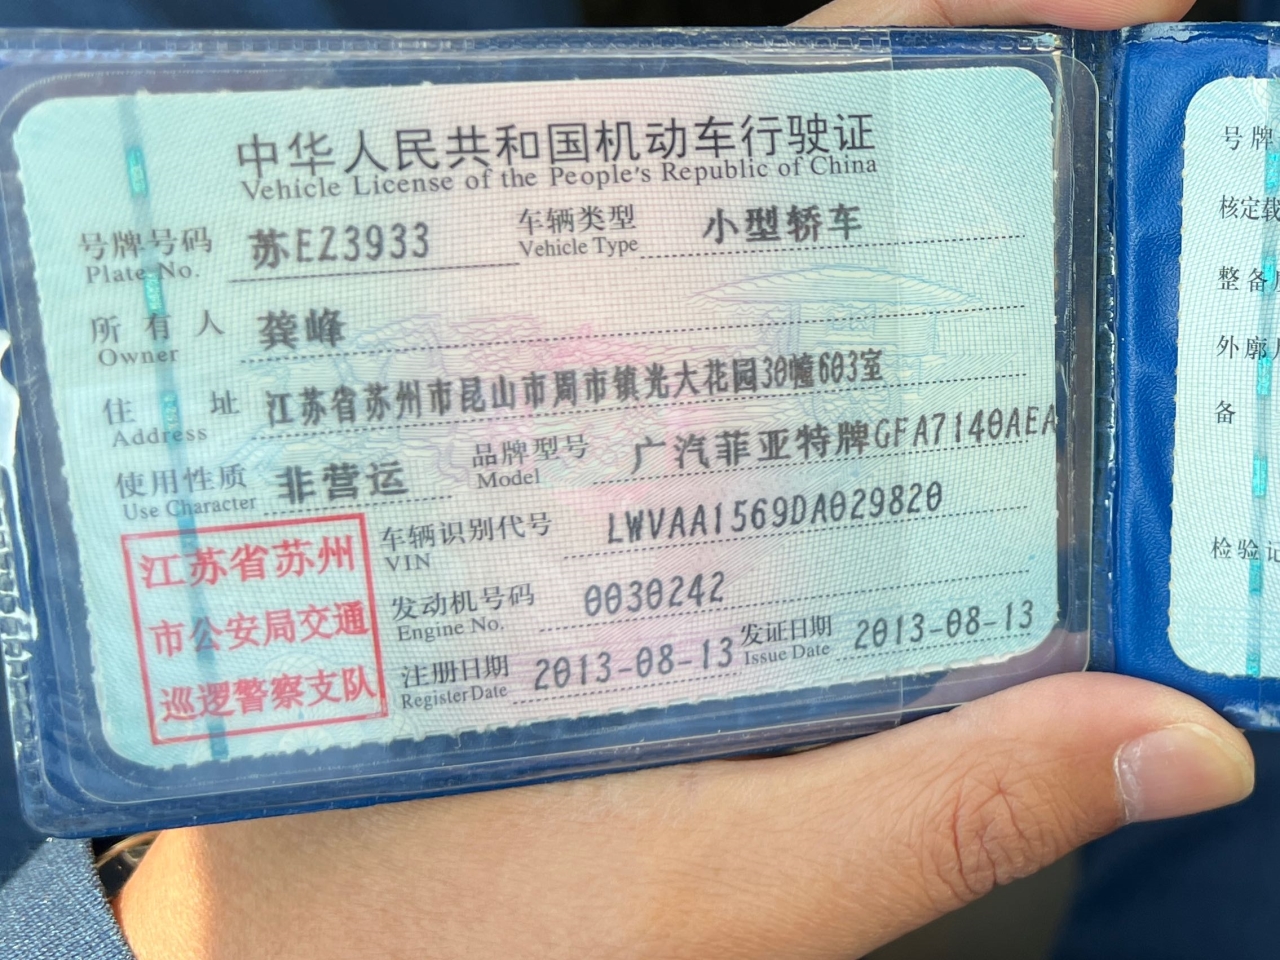 中华人民共和国机动车行驶证
Vehicle License of the People's Republic of China
号牌号码 苏EZ3933 车辆类型 小型轿车
Plate No. Vehicle Type
所有人 龚峰
Owner
住址 江苏省苏州市昆山市周市镇光大花园30幢603室
Address
使用性质 非营运 品牌型号 广汽菲亚特牌GFA7140AEA
Use Character Model
车辆识别代号 LWVAA1569DA029820
VIN
发动机号码 0030242
Engine No.
注册日期 2013-08-13 发证日期 2013-08-13
Register Date Issue Date
江苏省苏州
市公安局交通
巡逻警察支队
号牌
核定载
整备
外廓
备
检验记